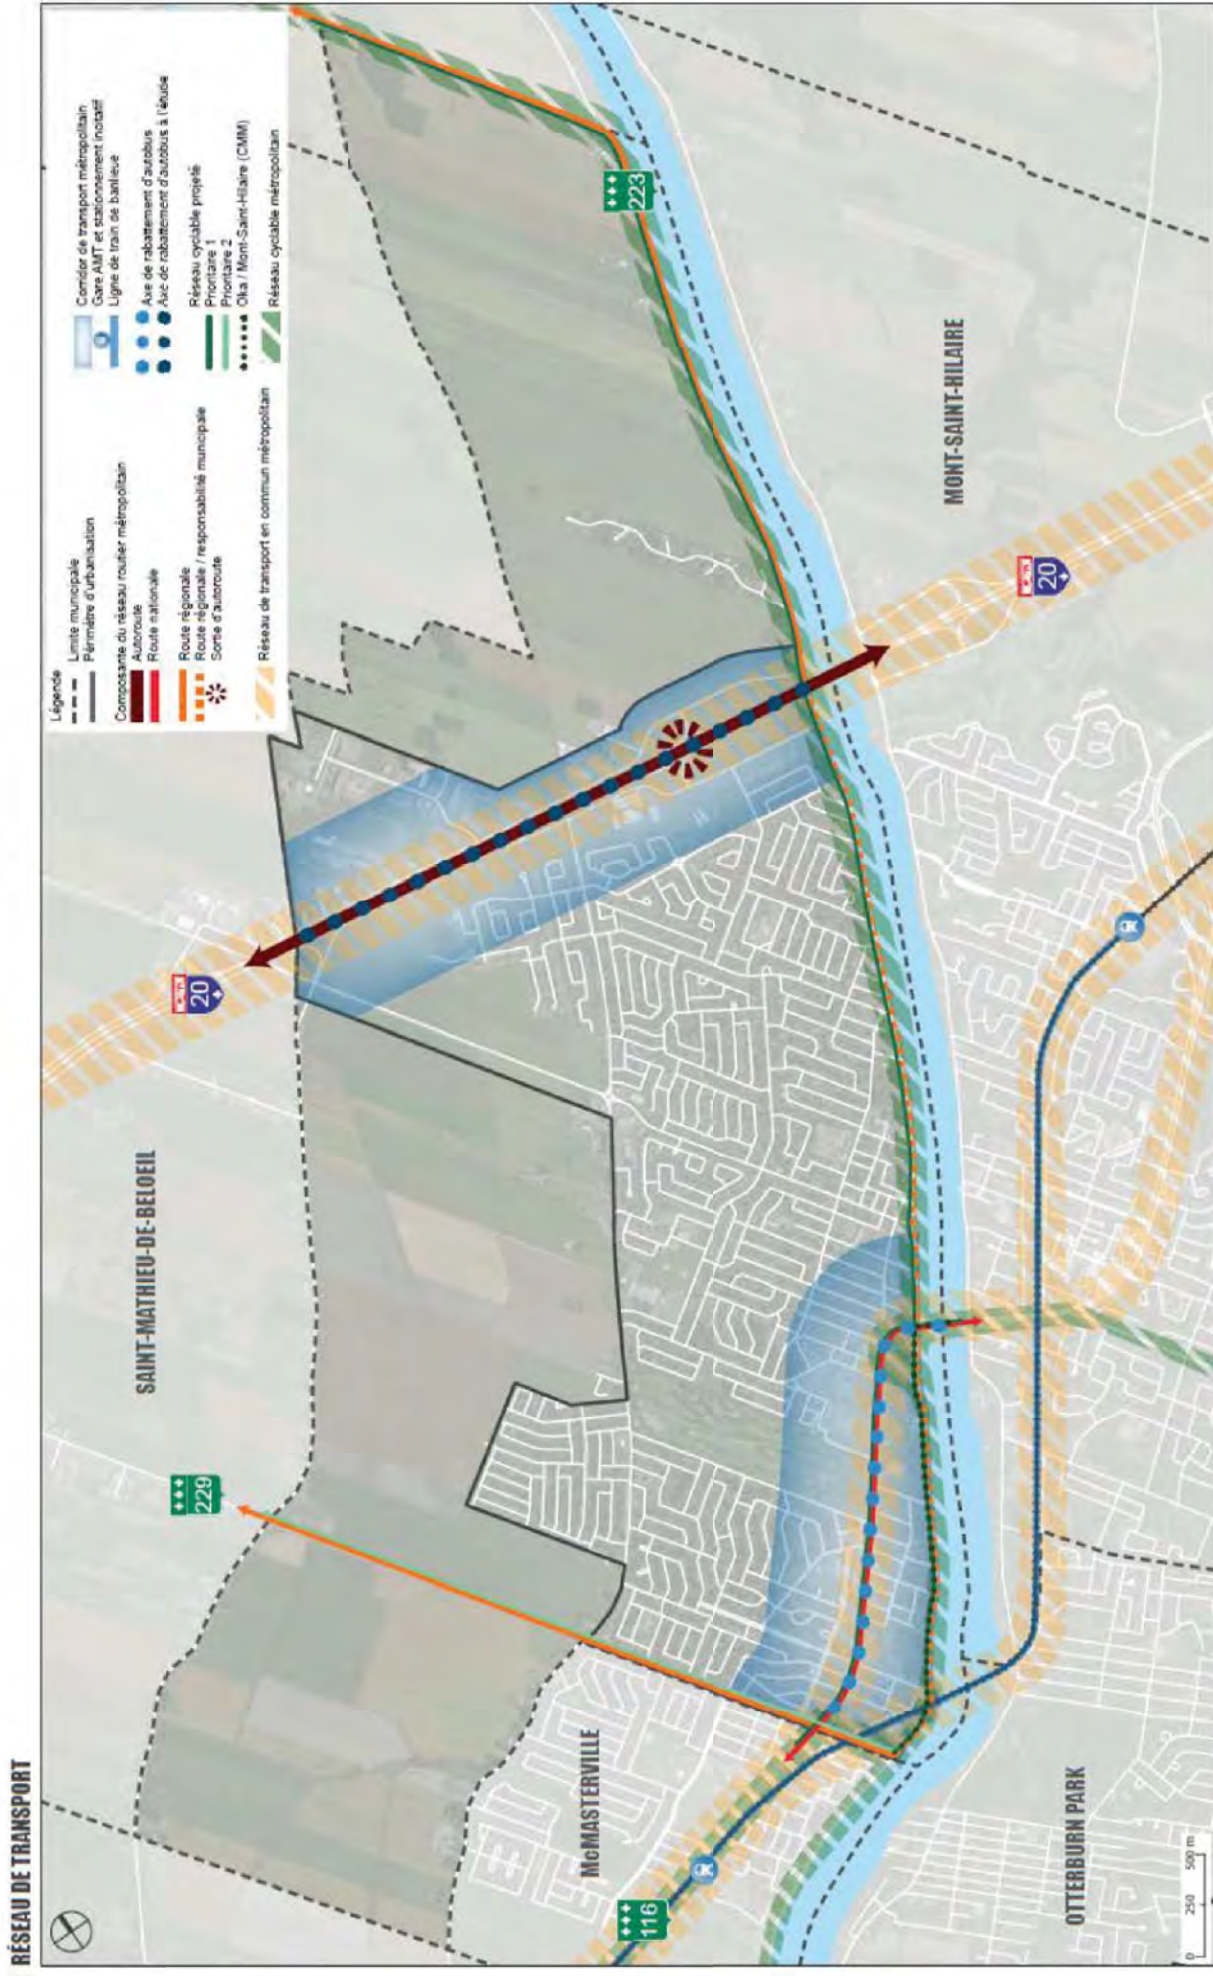 RÉSEAU DE TRANSPORT
Légende
Limite municipale
Périmètre d'urbanisation
Composante du réseau routier métropolitain
Autoroute
Route nationale
Route régionale
Route régionale / responsabilité municipale
Sortie d'autoroute
Réseau de transport en commun métropolitain
Corridor de transport métropolitain
Gare AMT et stationnement incitatif
Ligne de train de banlieue
Axe de rabattement d'autobus
Axe de rabattement d'autobus à l'étude
Réseau cyclable projeté
Prioritaire 1
Prioritaire 2
Oka / Mont-Saint-Hilaire (CMM)
Réseau cyclable métropolitain
SAINT-MATHIEU-DE-BELOEIL
229
20
223
MONT-SAINT-HILAIRE
20
McMASTERVILLE
116
OTTERBURN PARK
0 250 500 m